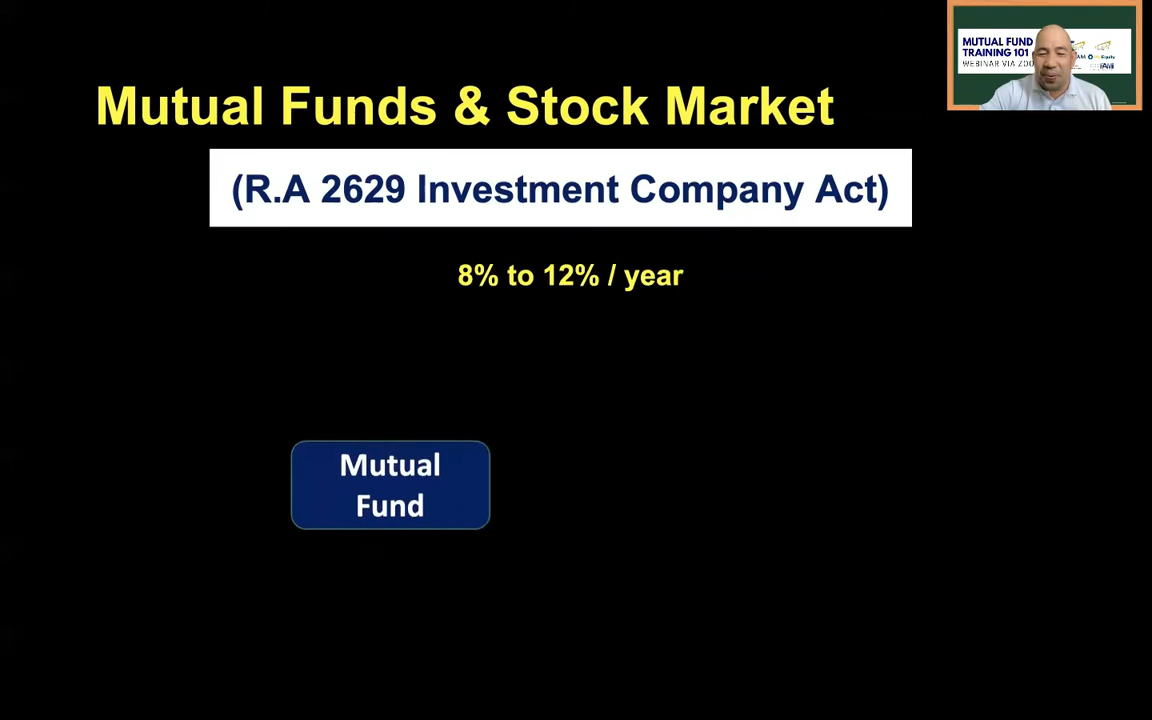 Mutual Funds & Stock Market
(R.A 2629 Investment Company Act)
8% to 12% / year
Mutual
Fund
MUTUAL FUND
TRAINING 101
WEBINAR VIA ZOO